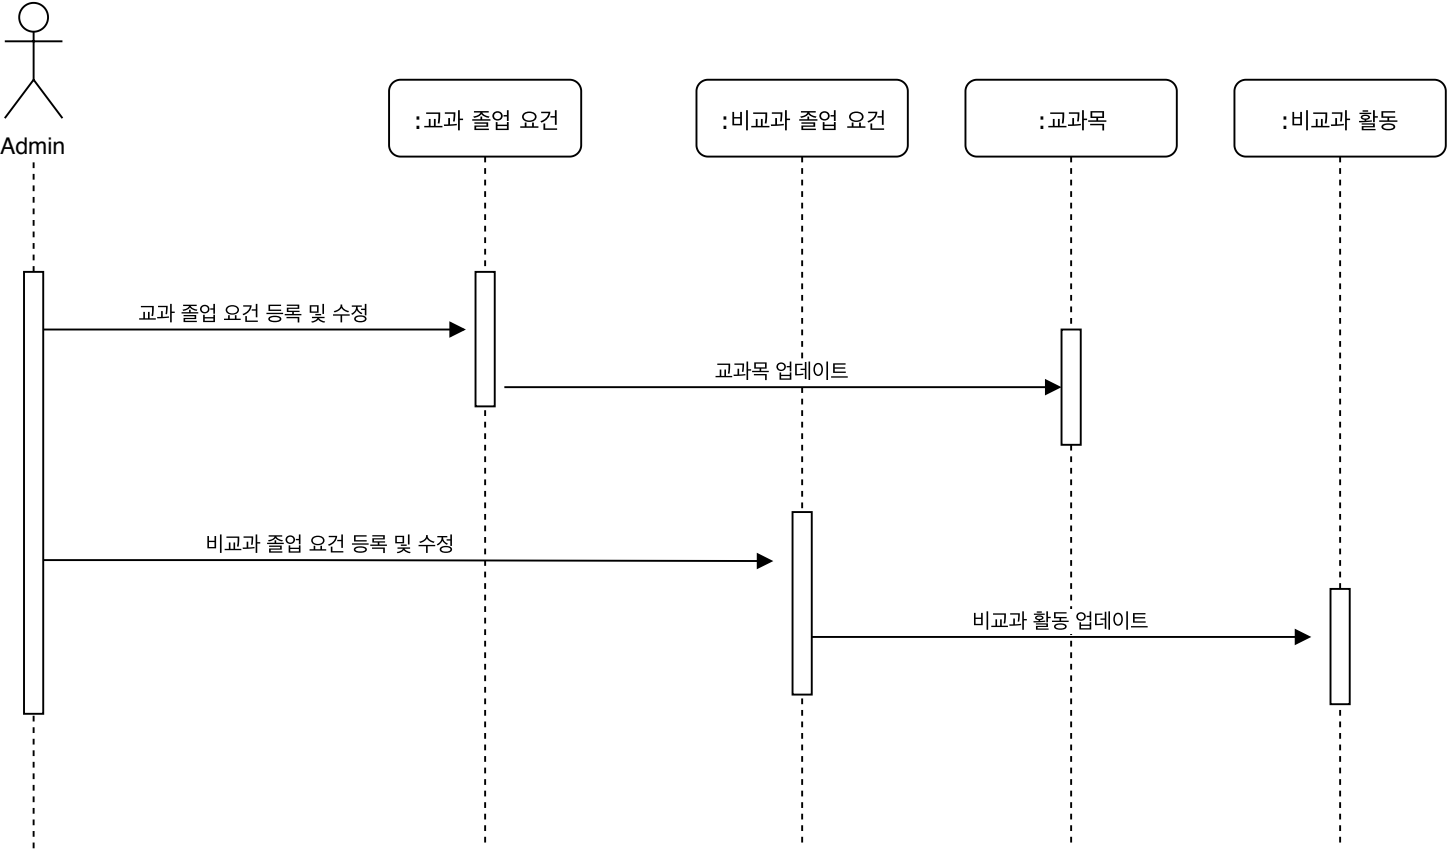 Admin
:교과 졸업 요건
:비교과 졸업 요건
:교과목
:비교과 활동
교과 졸업 요건 등록 및 수정
교과목 업데이트
비교과 졸업 요건 등록 및 수정
비교과 활동 업데이트